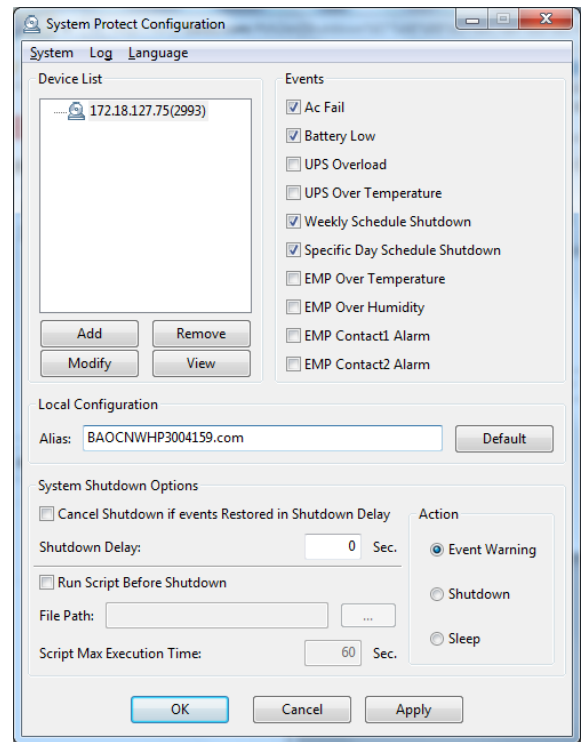 System Protect Configuration
System Log Language
Device List
172.18.127.75(2993)
Add Remove
Modify View
Events
Ac Fail
Battery Low
UPS Overload
UPS Over Temperature
Weekly Schedule Shutdown
Specific Day Schedule Shutdown
EMP Over Temperature
EMP Over Humidity
EMP Contact1 Alarm
EMP Contact2 Alarm
Local Configuration
Alias: BAOCNWHP3004159.com Default
System Shutdown Options
Cancel Shutdown if events Restored in Shutdown Delay
Shutdown Delay: 0 Sec.
Run Script Before Shutdown
File Path: ...
Script Max Execution Time: 60 Sec.
Action
Event Warning
Shutdown
Sleep
OK Cancel Apply